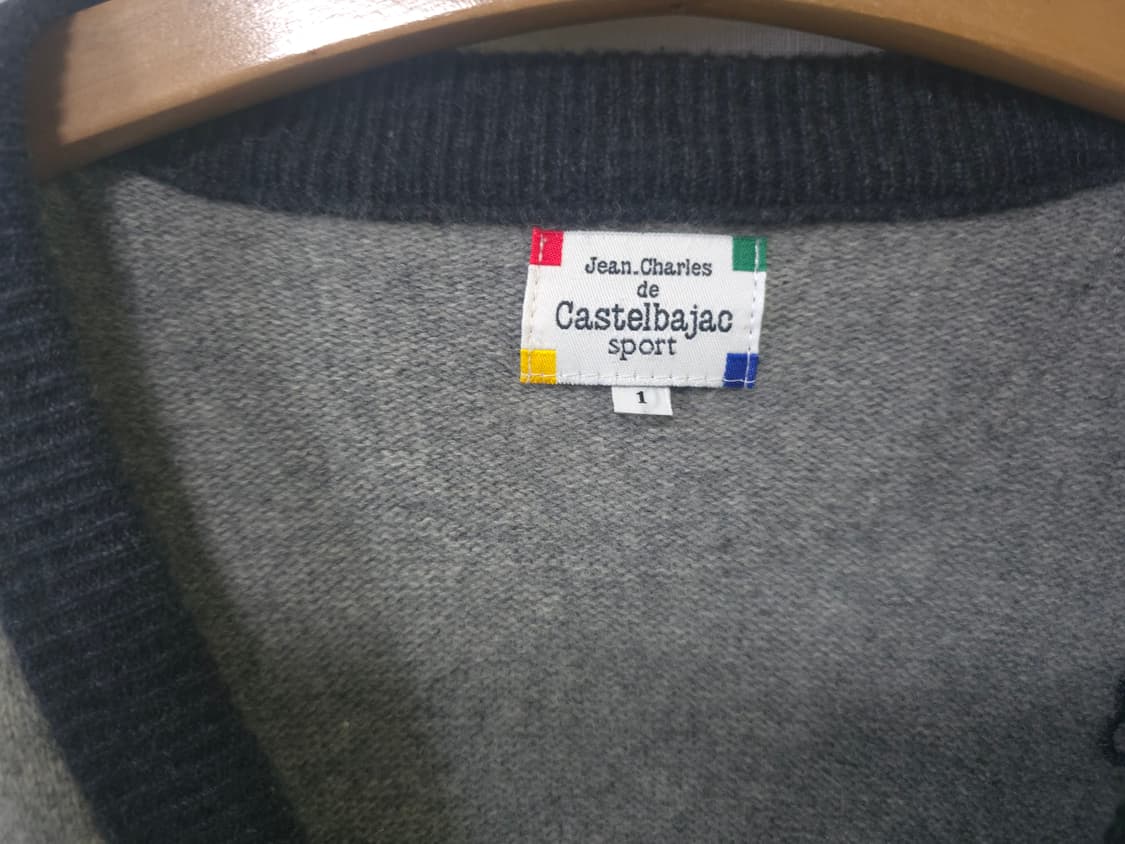 Jean.Charles
de
Castelbajac
sport
1